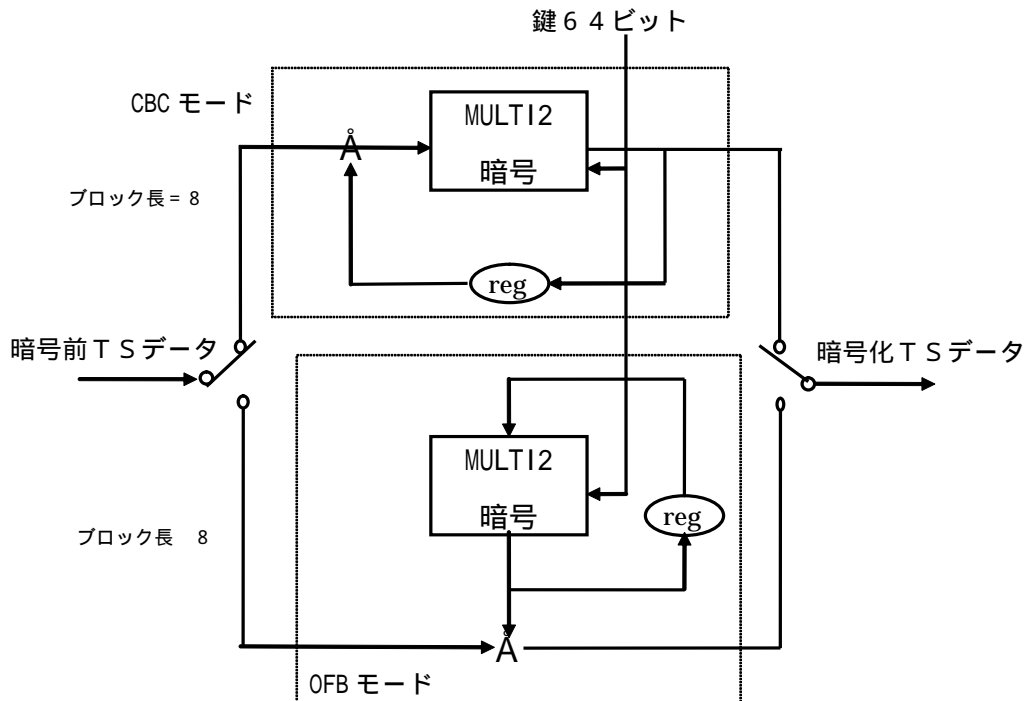 鍵64ビット
CBC モード
MULTI2
暗号
Å
ブロック長 = 8
reg
暗号前TSデータ
暗号化TSデータ
MULTI2
暗号
reg
ブロック長 8
Å
OFB モード